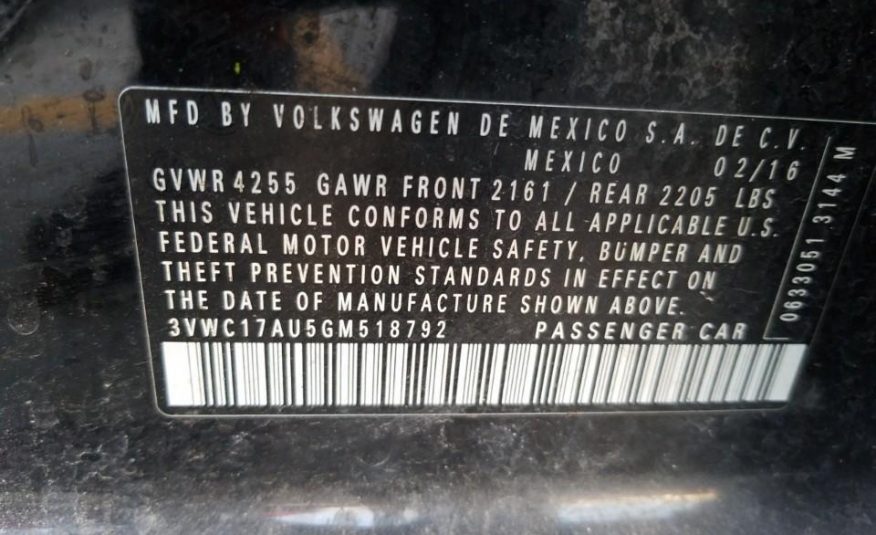 MFD BY VOLKSWAGEN DE MEXICO S.A. DE C.V.
MEXICO 02/16
GVWR 4255 GAWR FRONT 2161 / REAR 2205 LBS
THIS VEHICLE CONFORMS TO ALL APPLICABLE U.S.
FEDERAL MOTOR VEHICLE SAFETY, BUMPER AND
THEFT PREVENTION STANDARDS IN EFFECT ON
THE DATE OF MANUFACTURE SHOWN ABOVE.
3VWC17AU5GM518792 PASSENGER CAR
0633051 3144 M